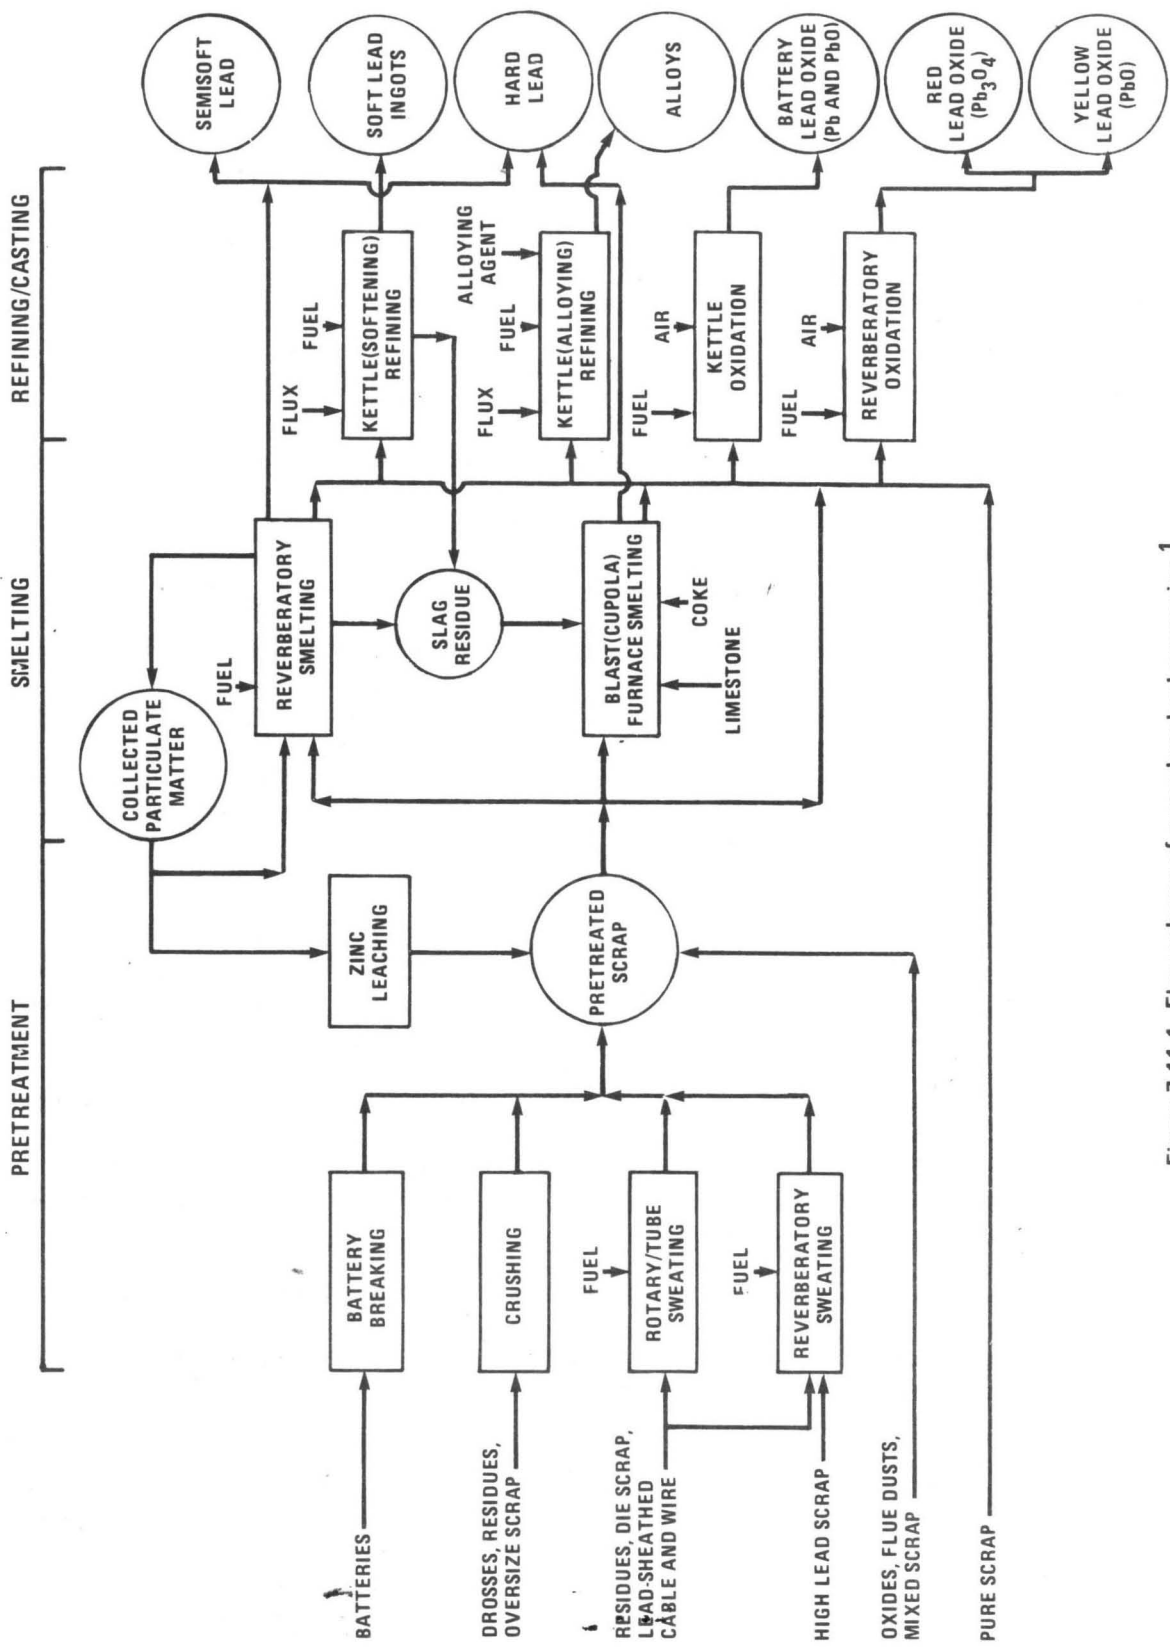 PRETREATMENT
SMELTING
REFINING/CASTING
BATTERIES
DROSSES, RESIDUES,
OVERSIZE SCRAP
RESIDUES, DIE SCRAP,
LEAD-SHEATHED
CABLE AND WIRE
HIGH LEAD SCRAP
OXIDES, FLUE DUSTS,
MIXED SCRAP
PURE SCRAP
BATTERY
BREAKING
CRUSHING
FUEL
ROTARY/TUBE
SWEATING
FUEL
REVERBERATORY
SWEATING
ZINC
LEACHING
PRETREATED
SCRAP
COLLECTED
PARTICULATE
MATTER
FUEL
REVERBERATORY
SMELTING
SLAG
RESIDUE
BLAST(CUPOLA)
FURNACE SMELTING
LIMESTONE
COKE
FLUX
FUEL
KETTLE(SOFTENING)
REFINING
FLUX
FUEL
ALLOYING
AGENT
KETTLE(ALLOYING)
REFINING
FUEL
AIR
KETTLE
OXIDATION
FUEL
AIR
REVERBERATORY
OXIDATION
SEMISOFT
LEAD
SOFT LEAD
INGOTS
HARD
LEAD
ALLOYS
BATTERY
LEAD OXIDE
(Pb AND PbO)
RED
LEAD OXIDE
(Pb₃O₄)
YELLOW
LEAD OXIDE
(PbO)